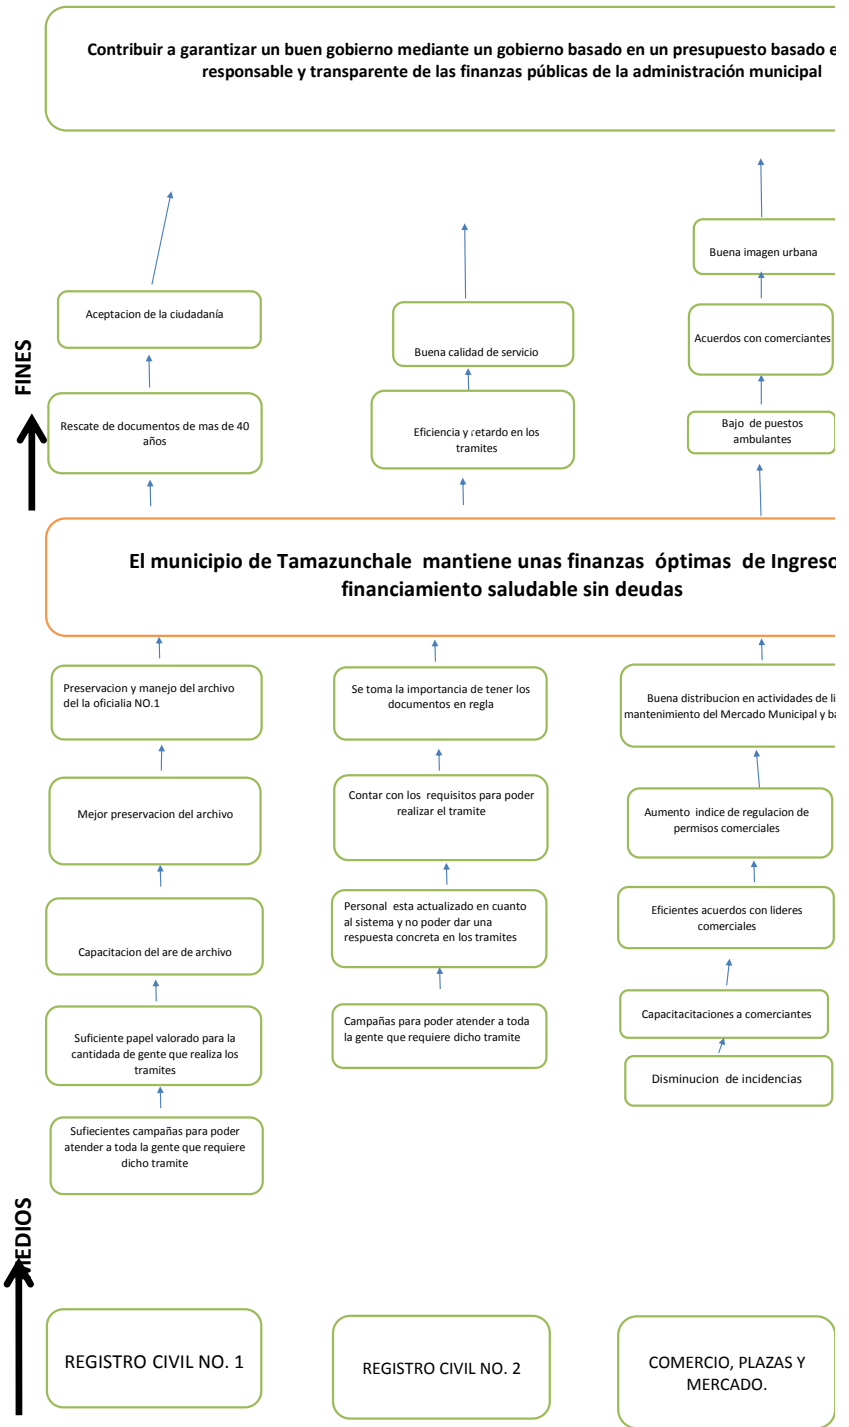 Contribuir a garantizar un buen gobierno mediante un gobierno basado en un presupuesto basado e
responsable y transparente de las finanzas públicas de la administración municipal
Buena imagen urbana
Aceptacion de la ciudadanía
Buena calidad de servicio
Acuerdos con comerciantes
FINES
Rescate de documentos de mas de 40
años
Eficiencia y retardo en los
tramites
Bajo de puestos
ambulantes
El municipio de Tamazunchale mantiene unas finanzas óptimas de Ingreso
financiamiento saludable sin deudas
Preservacion y manejo del archivo
del la oficialia NO.1
Se toma la importancia de tener los
documentos en regla
Buena distribucion en actividades de li
mantenimiento del Mercado Municipal y ba
Mejor preservacion del archivo
Contar con los requisitos para poder
realizar el tramite
Aumento indice de regulacion de
permisos comerciales
Capacitacion del are de archivo
Personal esta actualizado en cuanto
al sistema y no poder dar una
respuesta concreta en los tramites
Eficientes acuerdos con lideres
comerciales
Suficiente papel valorado para la
cantidada de gente que realiza los
tramites
Campañas para poder atender a toda
la gente que requiere dicho tramite
Capacitacitaciones a comerciantes
Disminucion de incidencias
Sufiecientes campañas para poder
atender a toda la gente que requiere
dicho tramite
MEDIOS
REGISTRO CIVIL NO. 1
REGISTRO CIVIL NO. 2
COMERCIO, PLAZAS Y
MERCADO.